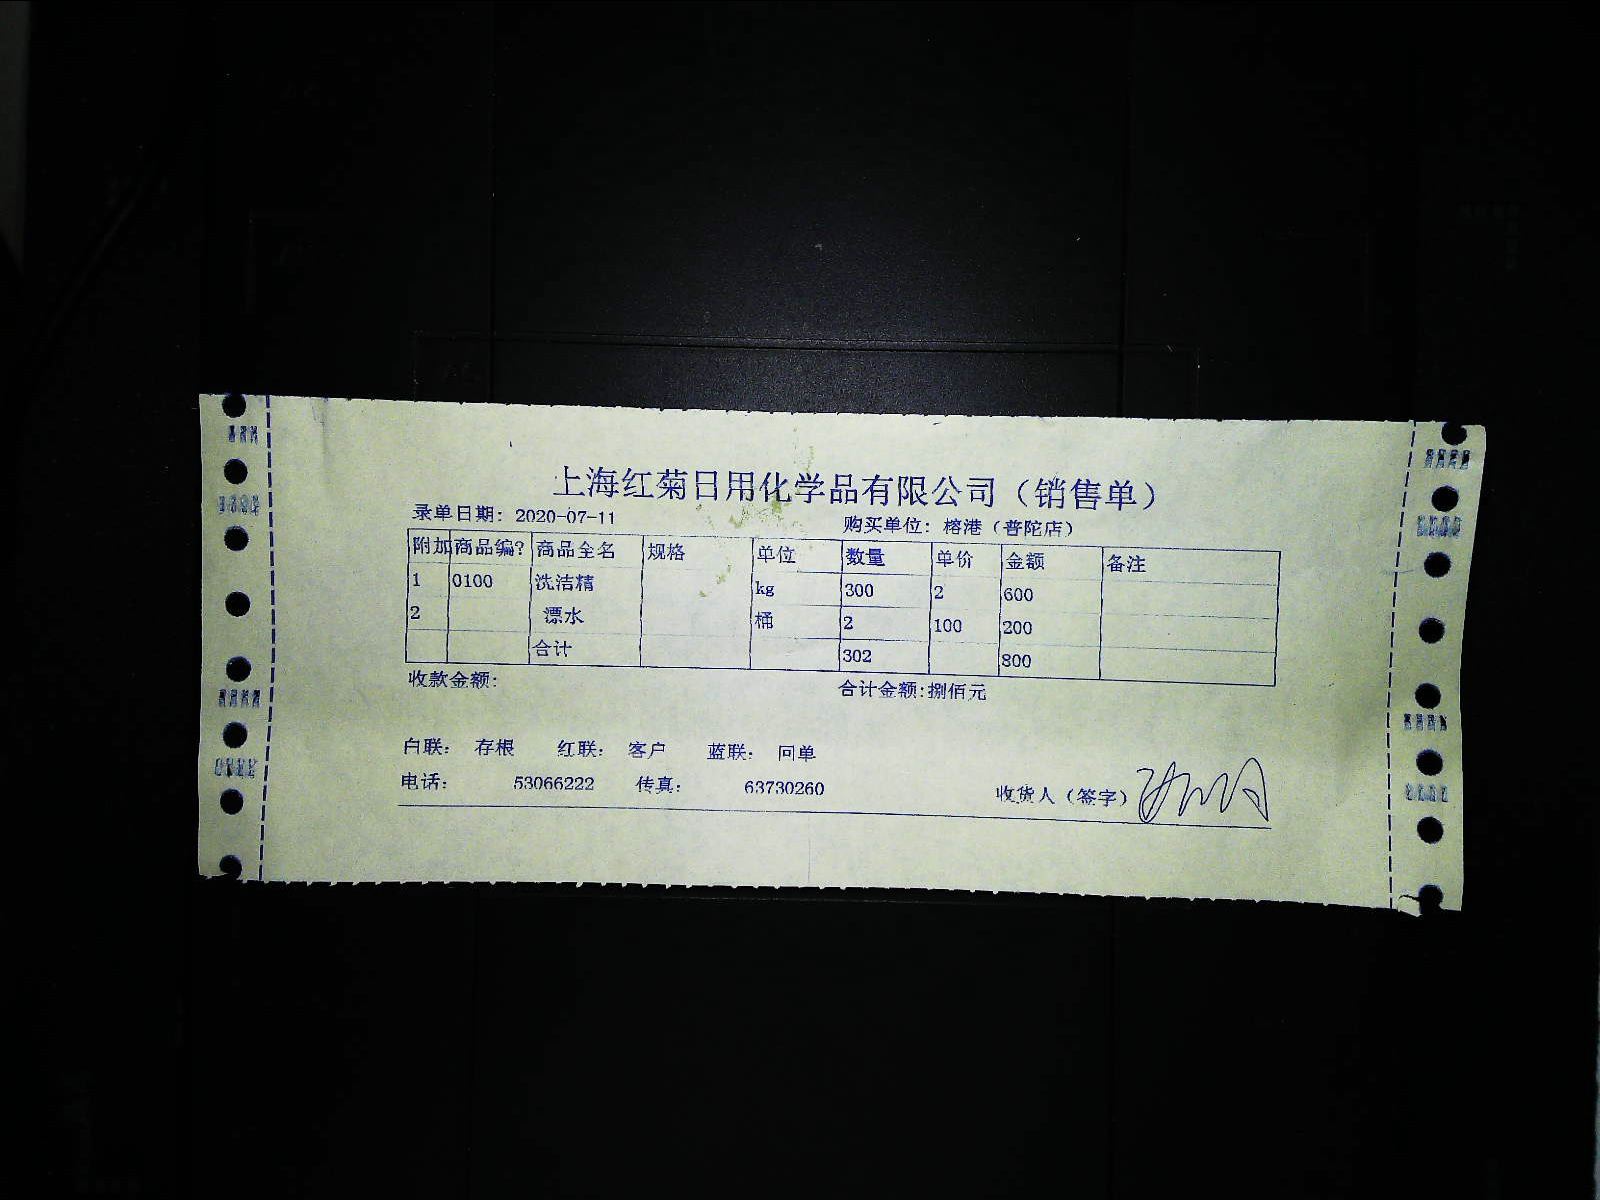 上海红菊日用化学品有限公司（销售单）
录单日期：2020-07-11 购买单位：榕港（普陀店）
附加 商品编? 商品全名 规格 单位 数量 单价 金额 备注
1 0100 洗洁精 kg 300 2 600
2 漂水 桶 2 100 200
合计 302 800
收款金额: 合计金额:捌佰元
白联： 存根 红联： 客户 蓝联： 回单
电话： 53066222 传真： 63730260 收货人（签字）